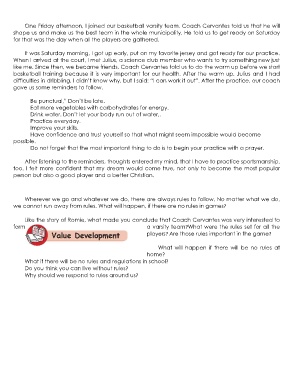 One Friday afternoon, I joined our basketball varsity team. Coach Cervantes told us that he will
shape us and make us the best team in the whole municipality. He told us to get ready on Saturday
for that was the day when all the players are gathered.
It was Saturday morning, I got up early, put on my favorite jersey and got ready for our practice.
When I arrived at the court, I met Julius, a science club member who wants to try something new just
like me. Since then, we became friends. Coach Cervantes told us to do the warm up before we start
basketball training because it is very important for our health. After the warm up, Julius and I had
difficulties in dribbling. I didn't know why, but I said; "I can work it out". After the practice, our coach
gave us some reminders to follow.
Be punctual." Don't be late.
Eat more vegetables with carbohydrates for energy.
Drink water. Don't let your body run out of water..
Practice everyday.
Improve your skills.
Have confidence and trust yourself so that what might seem impossible would become
possible.
Do not forget that the most important thing to do is to begin your practice with a prayer.
After listening to the reminders, thoughts entered my mind, that I have to practice sportsmanship,
too. I felt more confident that my dream would come true, not only to become the most popular
person but also a good player and a better Christian.
Wherever we go and whatever we do, there are always rules to follow. No matter what we do,
we cannot run away from rules. What will happen, if there are no rules in games?
Like the story of Romie, what made you conclude that Coach Cervantes was very interested to
form a varsity team?What were the rules set for all the
players? Are those rules important in the game?
Value Development
What will happen if there will be no rules at
home?
What if there will be no rules and regulations in school?
Do you think you can live without rules?
Why should we respond to rules around us?